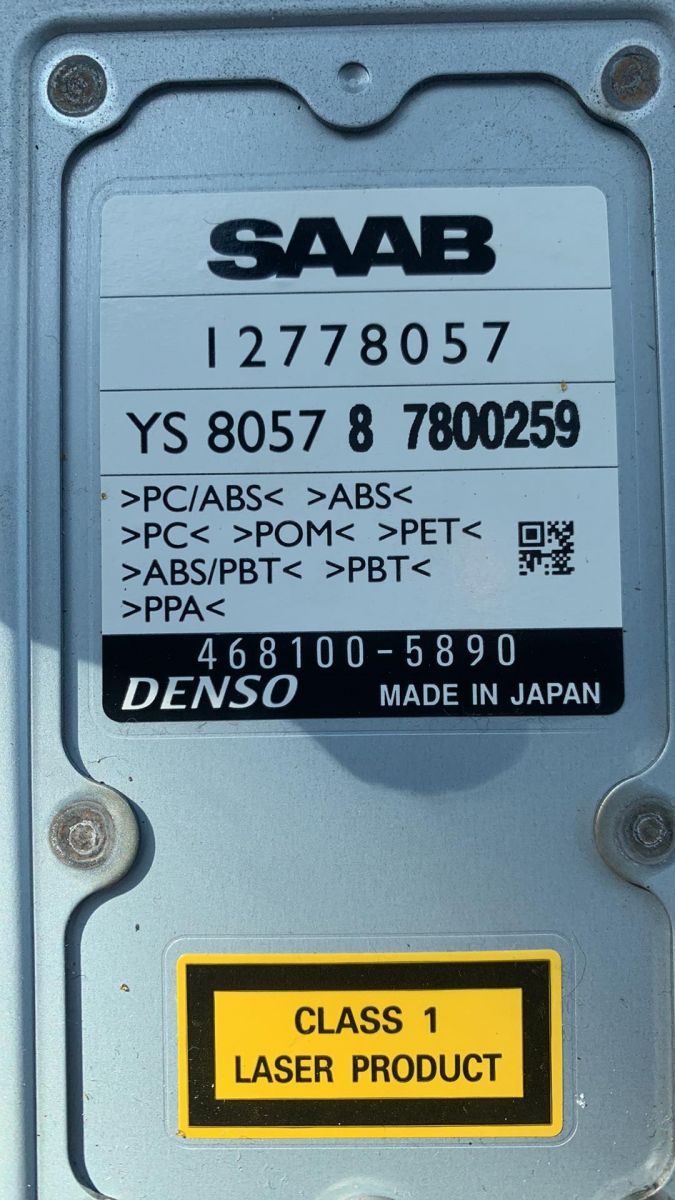 SAAB
12778057
YS 8057 8 7800259
>PC/ABS< >ABS<
>PC< >POM< >PET<
>ABS/PBT< >PBT<
>PPA<
468100-5890
DENSO MADE IN JAPAN
CLASS 1
LASER PRODUCT